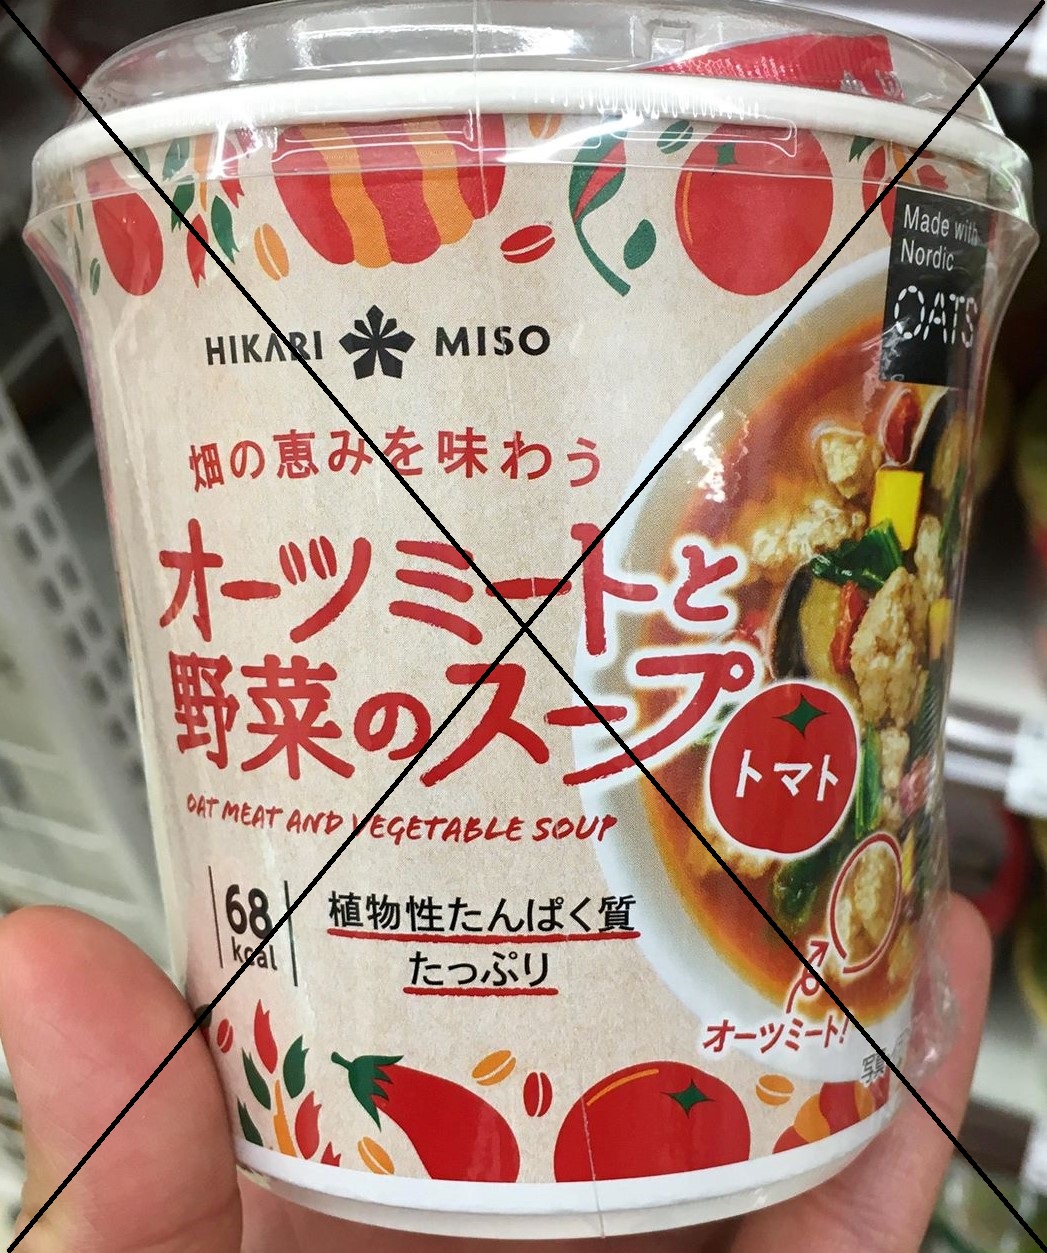 Made with
Nordic
OATS
HIKARI MISO
畑の恵みを味わう
オーツミートと
野菜のスープ
トマト
OAT MEAT AND VEGETABLE SOUP
68
kcal
植物性たんぱく質
たっぷり
オーツミート!
写真